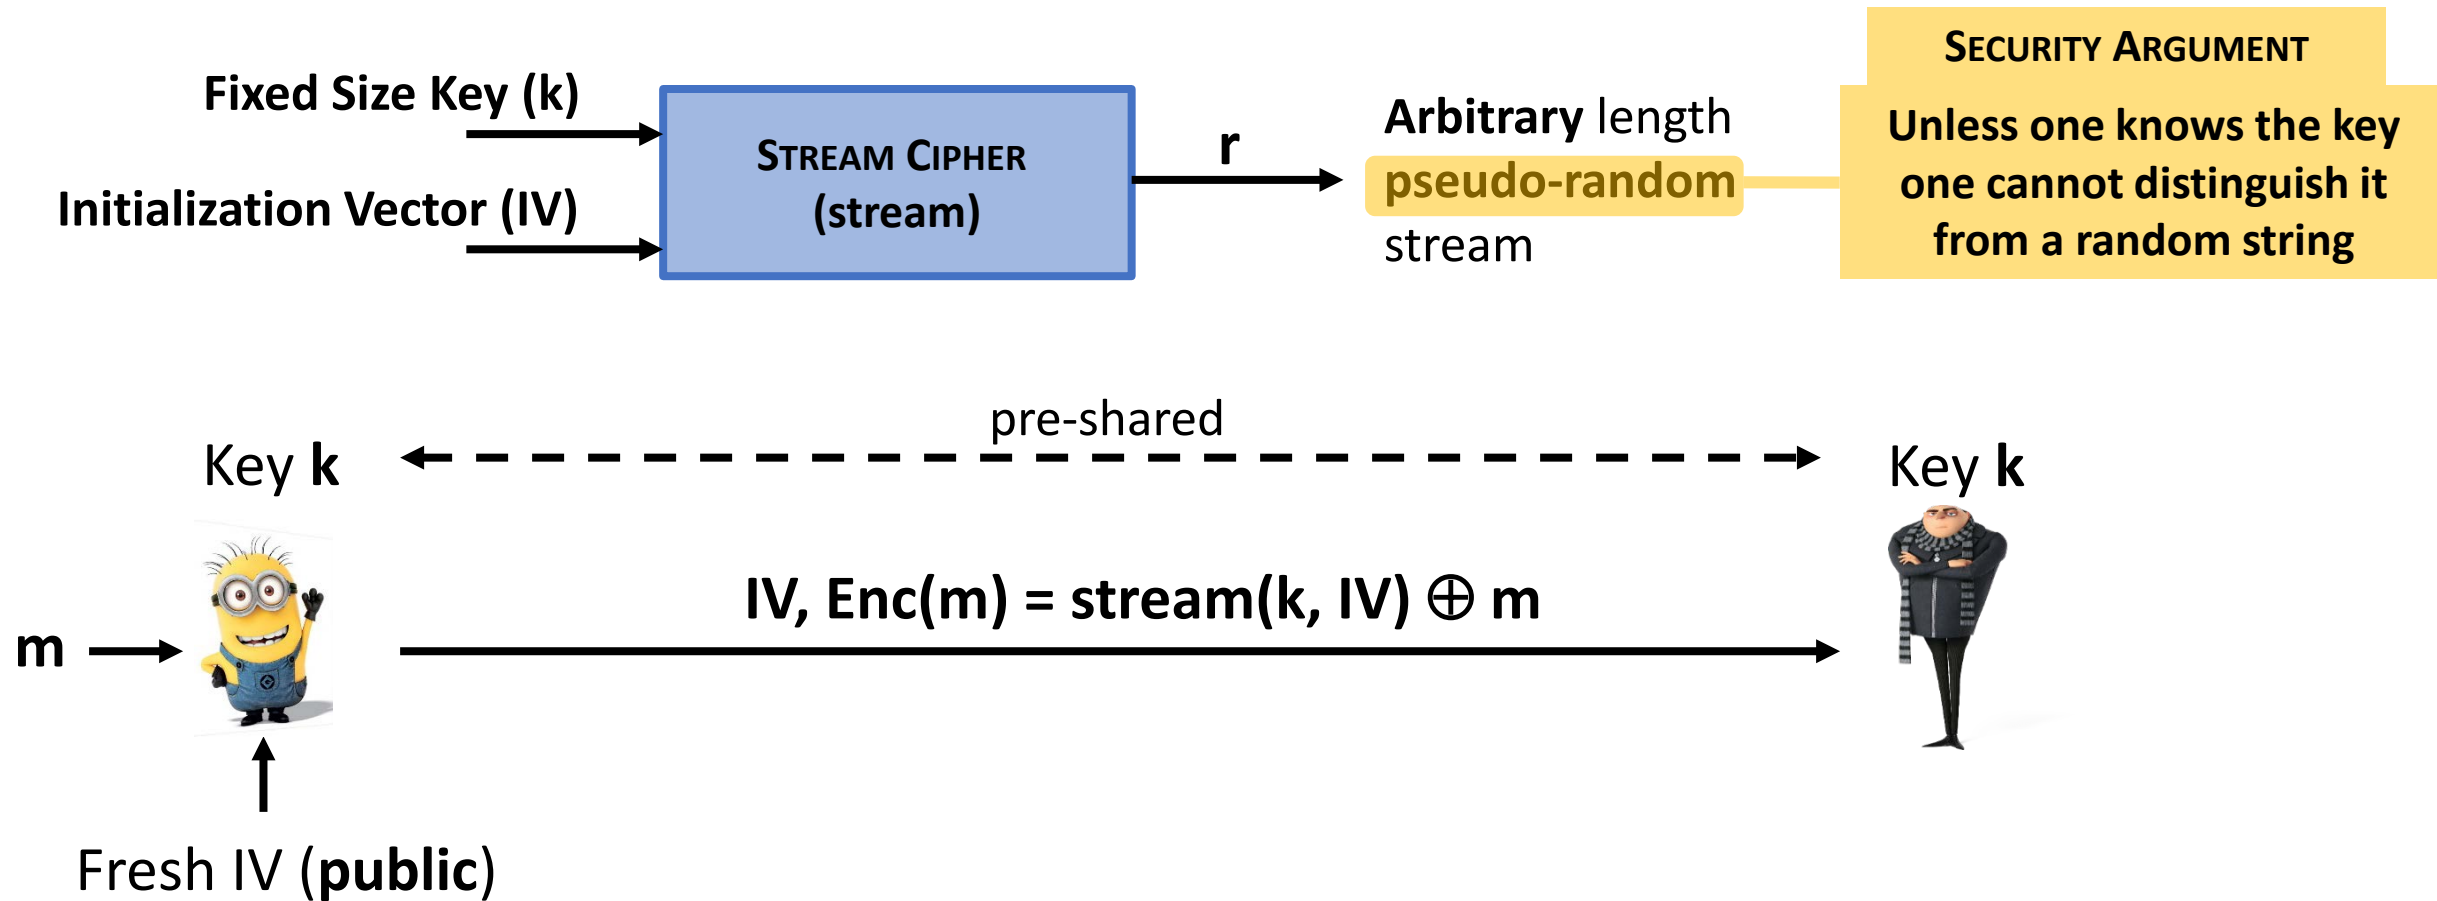 SECURITY ARGUMENT
Fixed Size Key (k)
Initialization Vector (IV)
STREAM CIPHER
(stream)
r
Arbitrary length
pseudo-random
stream
Unless one knows the key
one cannot distinguish it
from a random string
pre-shared
Key k
Key k
IV, Enc(m) = stream(k, IV) ⊕ m
m
Fresh IV (public)